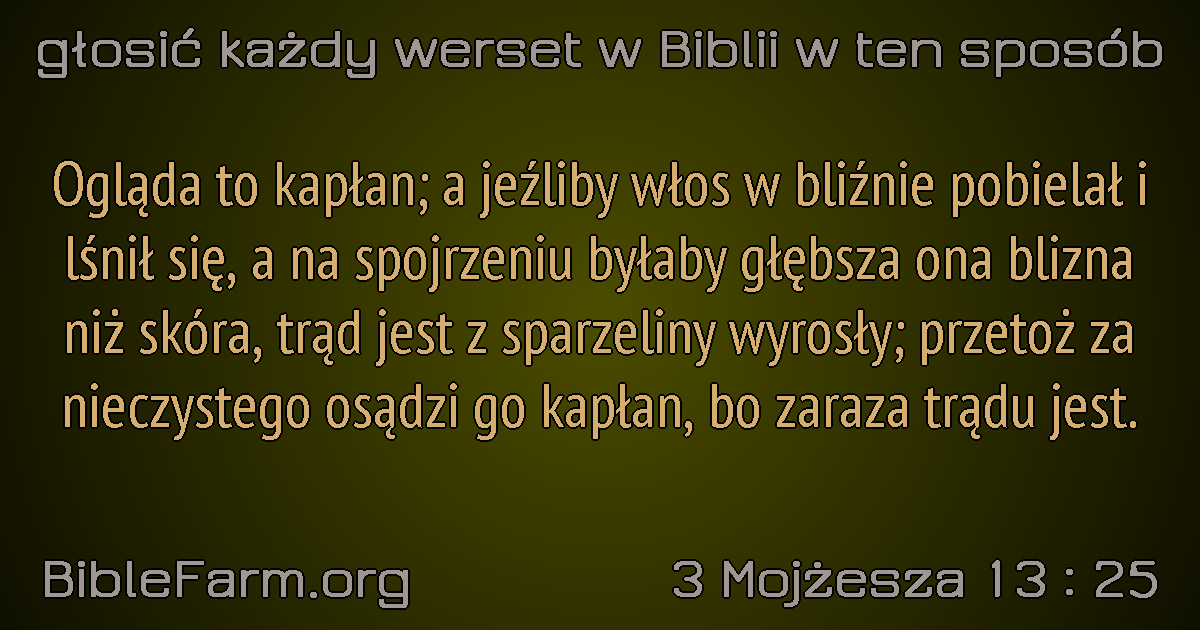 głosić każdy werset w Biblii w ten sposób
Ogląda to kapłan; a jeźliby włos w bliźnie pobielał i
lśnił się, a na spojrzeniu byłaby głębsza ona blizna
niż skóra, trąd jest z sparzeliny wyrosły; przetoż za
nieczystego osądzi go kapłan, bo zaraza trądu jest.
BibleFarm.org
3 Mojżesza 13 : 25